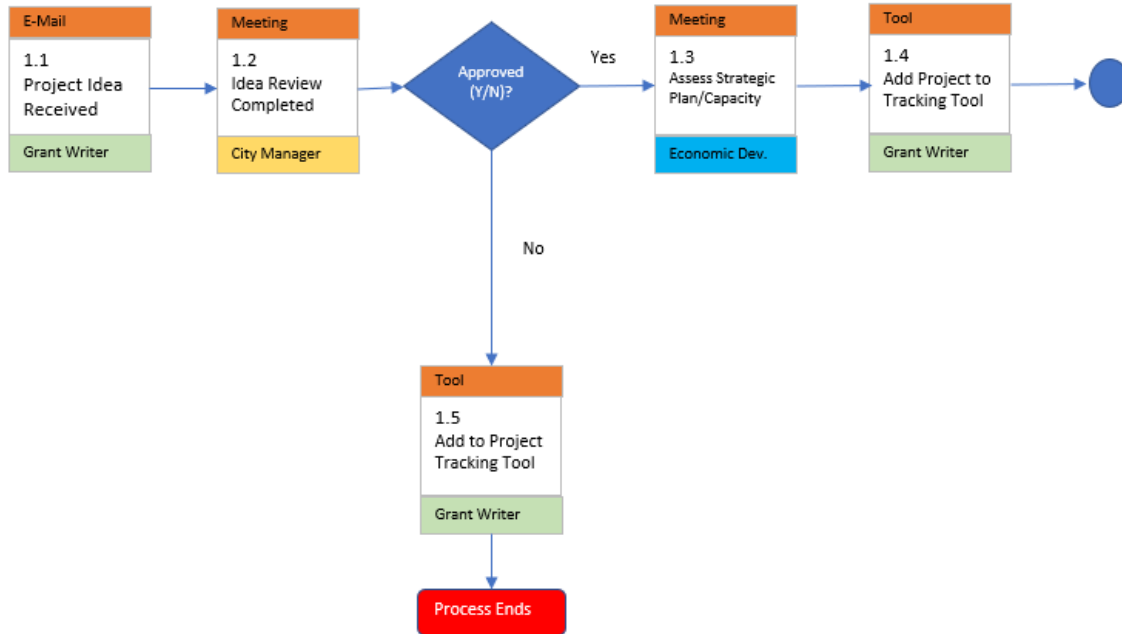 E-Mail
1.1
Project Idea
Received
Grant Writer
Meeting
1.2
Idea Review
Completed
City Manager
Approved
(Y/N)?
Yes
Meeting
1.3
Assess Strategic
Plan/Capacity
Economic Dev.
Tool
1.4
Add Project to
Tracking Tool
Grant Writer
No
Tool
1.5
Add to Project
Tracking Tool
Grant Writer
Process Ends